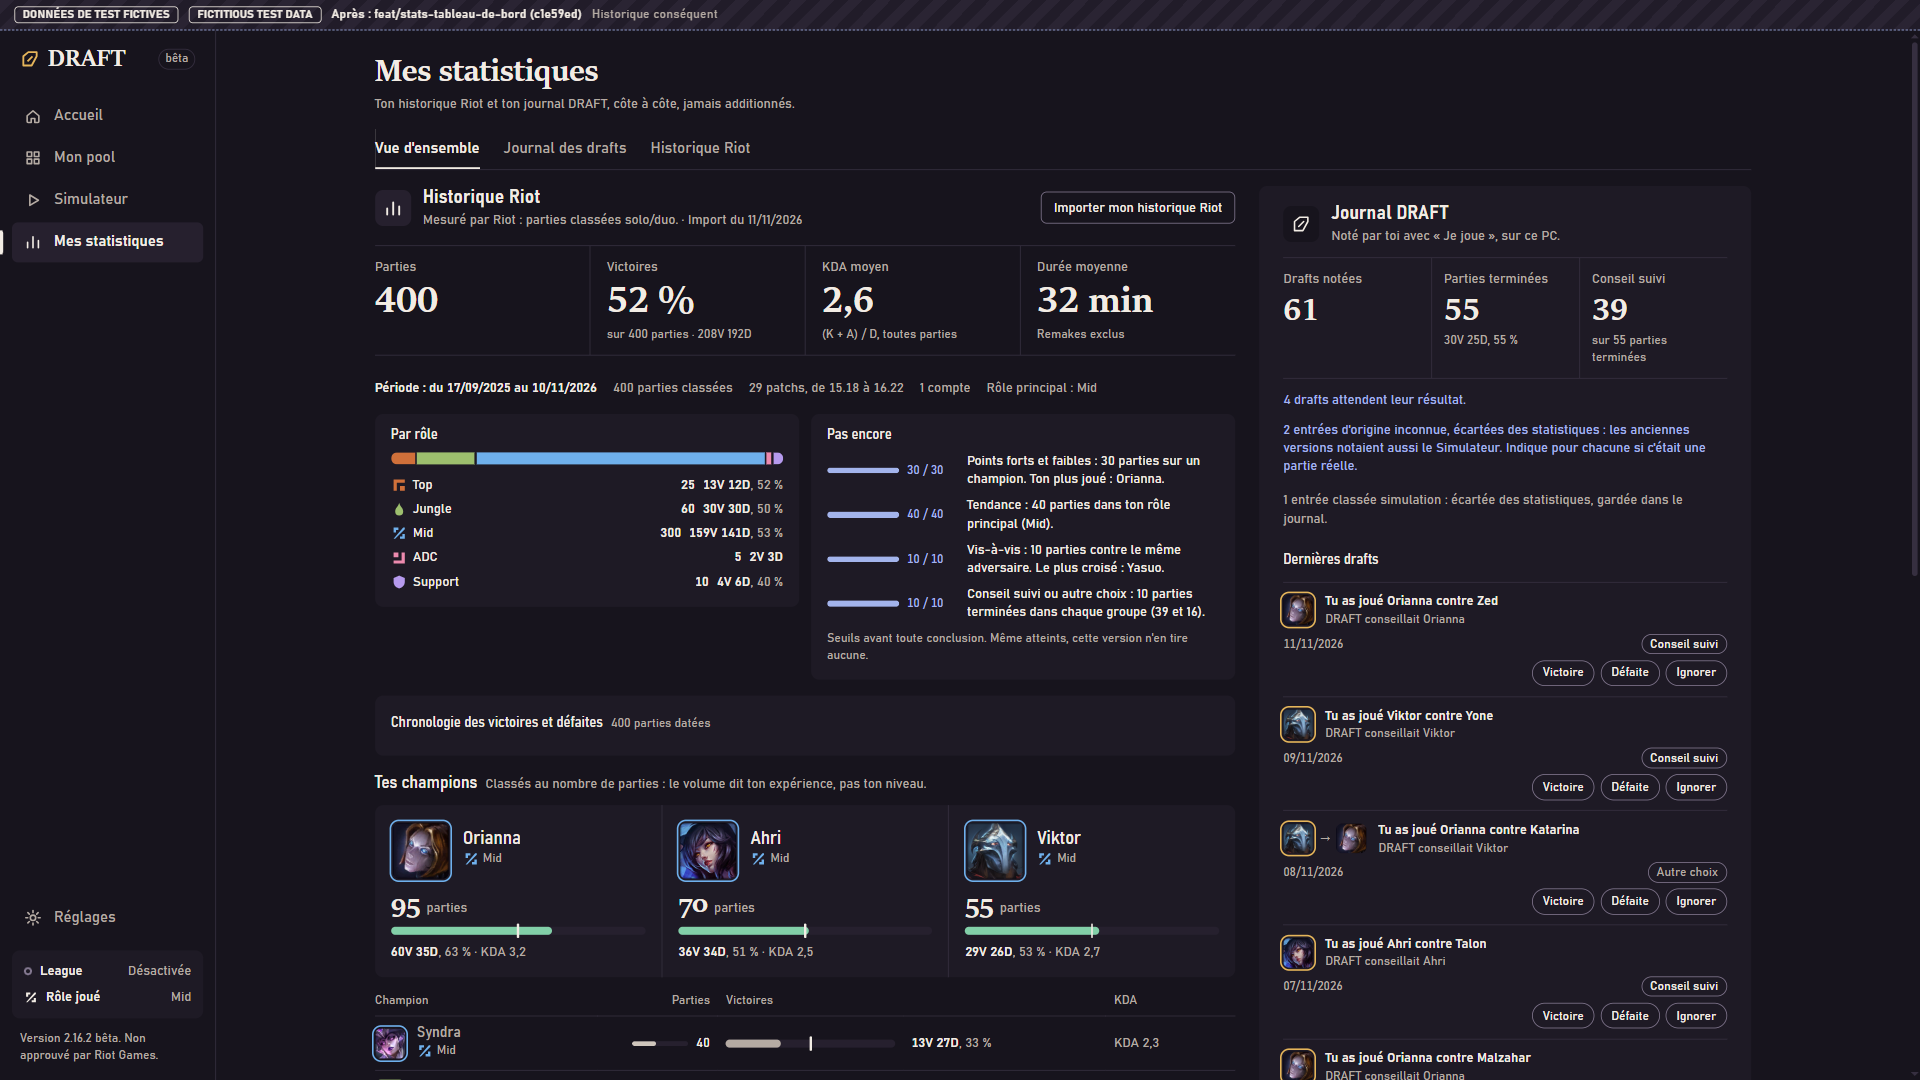 DONNÉES DE TEST FICTIVES FICTITIOUS TEST DATA Après : feat/stats-tableau-de-bord (c1e59ed) Historique conséquent
DRAFT bêta
Accueil
Mon pool
Simulateur
Mes statistiques
Réglages
League Désactivée
Rôle joué Mid
Version 2.16.2 bêta. Non
approuvé par Riot Games.
Mes statistiques
Ton historique Riot et ton journal DRAFT, côte à côte, jamais additionnés.
Vue d'ensemble Journal des drafts Historique Riot
Historique Riot
Mesuré par Riot : parties classées solo/duo. · Import du 11/11/2026
Importer mon historique Riot
Parties
400
Victoires
52 %
sur 400 parties · 208V 192D
KDA moyen
2,6
(K + A) / D, toutes parties
Durée moyenne
32 min
Remakes exclus
Période : du 17/09/2025 au 10/11/2026 400 parties classées 29 patchs, de 15.18 à 16.22 1 compte Rôle principal : Mid
Par rôle
Top 25 13V 12D, 52 %
Jungle 60 30V 30D, 50 %
Mid 300 159V 141D, 53 %
ADC 5 2V 3D
Support 10 4V 6D, 40 %
Pas encore
30 / 30 Points forts et faibles : 30 parties sur un
champion. Ton plus joué : Orianna.
40 / 40 Tendance : 40 parties dans ton rôle
principal (Mid).
10 / 10 Vis-à-vis : 10 parties contre le même
adversaire. Le plus croisé : Yasuo.
10 / 10 Conseil suivi ou autre choix : 10 parties
terminées dans chaque groupe (39 et 16).
Seuils avant toute conclusion. Même atteints, cette version n'en tire
aucune.
Chronologie des victoires et défaites 400 parties datées
Tes champions Classés au nombre de parties : le volume dit ton expérience, pas ton niveau.
Orianna
Mid
95 parties
60V 35D, 63 % · KDA 3,2
Ahri
Mid
70 parties
36V 34D, 51 % · KDA 2,5
Viktor
Mid
55 parties
29V 26D, 53 % · KDA 2,7
Champion Parties Victoires KDA
Syndra
Mid
40 13V 27D, 33 % KDA 2,3
Journal DRAFT
Noté par toi avec « Je joue », sur ce PC.
Drafts notées
61
Parties terminées
55
30V 25D, 55 %
Conseil suivi
39
sur 55 parties
terminées
4 drafts attendent leur résultat.
2 entrées d'origine inconnue, écartées des statistiques : les anciennes
versions notaient aussi le Simulateur. Indique pour chacune si c'était une
partie réelle.
1 entrée classée simulation : écartée des statistiques, gardée dans le
journal.
Dernières drafts
Tu as joué Orianna contre Zed
DRAFT conseillait Orianna
11/11/2026 Conseil suivi
Victoire Défaite Ignorer
Tu as joué Viktor contre Yone
DRAFT conseillait Viktor
09/11/2026 Conseil suivi
Victoire Défaite Ignorer
→ Tu as joué Orianna contre Katarina
DRAFT conseillait Viktor
08/11/2026 Autre choix
Victoire Défaite Ignorer
Tu as joué Ahri contre Talon
DRAFT conseillait Ahri
07/11/2026 Conseil suivi
Victoire Défaite Ignorer
Tu as joué Orianna contre Malzahar
DRAFT conseillait Orianna